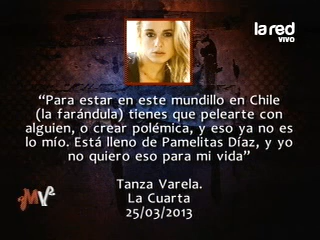 la red
VIVO
“Para estar en este mundillo en Chile
(la farándula) tienes que pelearte con
alguien, o crear polémica, y eso ya no es
lo mío. Está lleno de Pamelitas Díaz, y yo
no quiero eso para mi vida”
Tanza Varela.
La Cuarta
25/03/2013
MV2